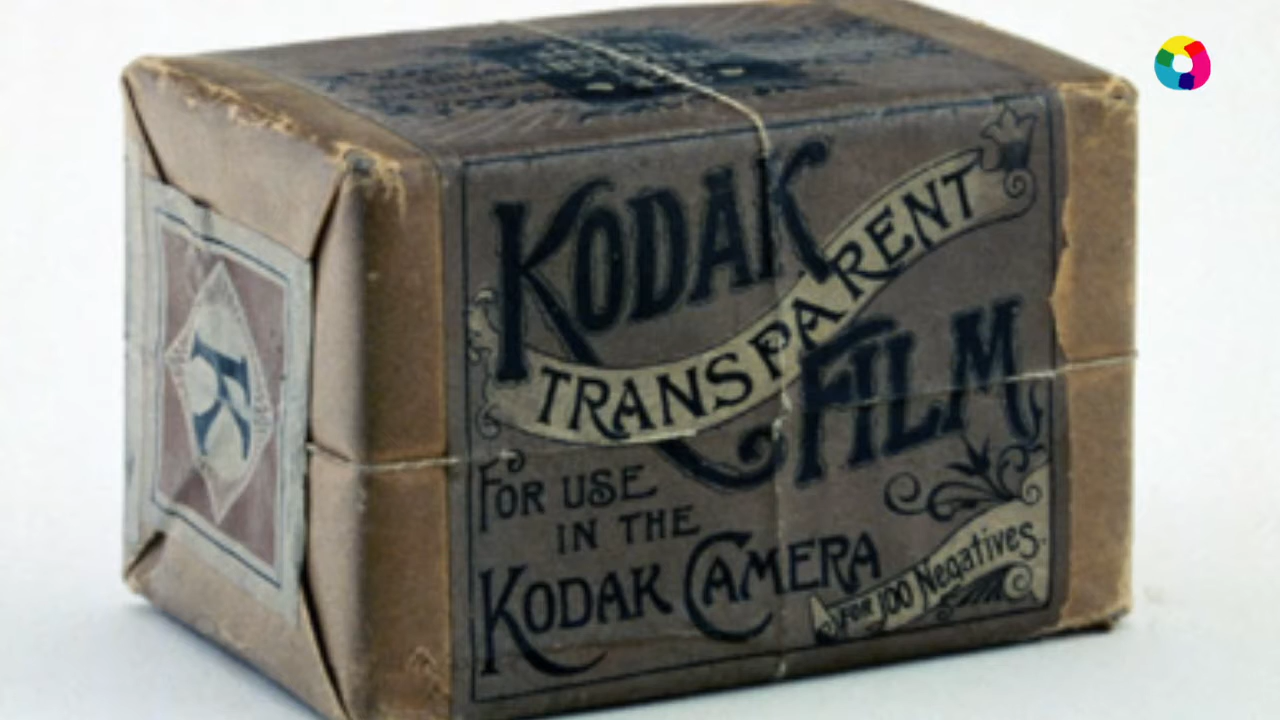 KODAK
TRANSPARENT
FILM
FOR USE
IN THE
KODAK CAMERA
FOR 100 Negatives.
K